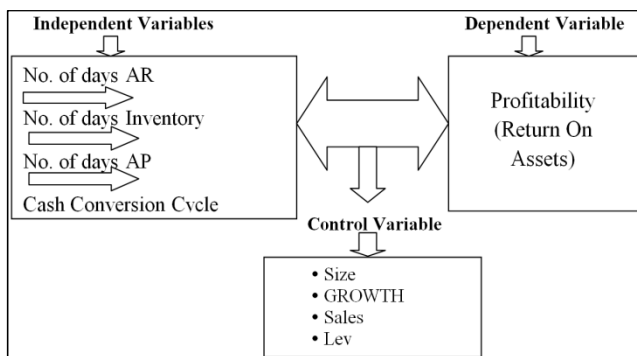 Independent Variables
No. of days AR
No. of days Inventory
No. of days AP
Cash Conversion Cycle
Dependent Variable
Profitability
(Return On
Assets)
Control Variable
• Size
• GROWTH
• Sales
• Lev